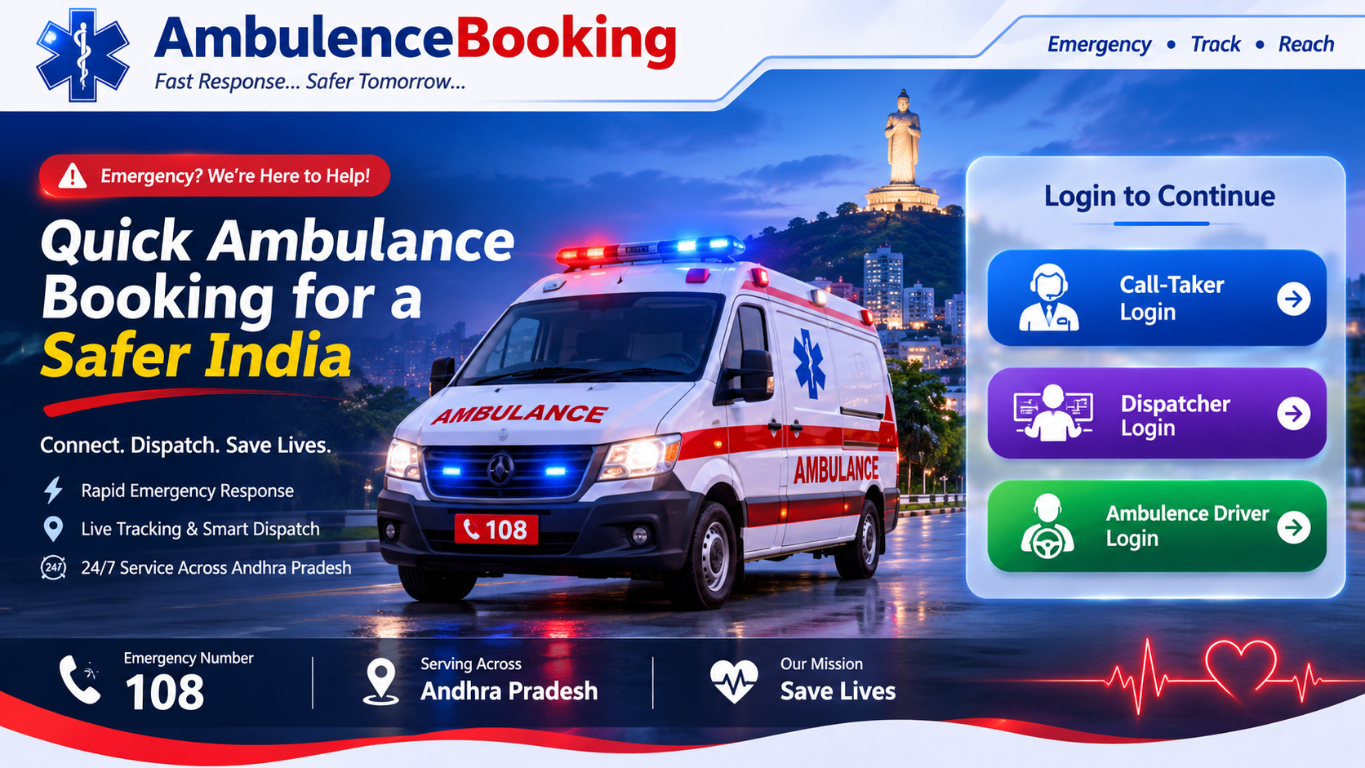 AmbulenceBooking
Fast Response... Safer Tomorrow...
Emergency • Track • Reach
Emergency? We're Here to Help!
Quick Ambulance
Booking for a
Safer India
Connect. Dispatch. Save Lives.
Rapid Emergency Response
Live Tracking & Smart Dispatch
24/7
24/7 Service Across Andhra Pradesh
AMBULANCE
AMBULANCE
108
Login to Continue
Call-Taker
Login
Dispatcher
Login
Ambulance Driver
Login
Emergency Number
108
Serving Across
Andhra Pradesh
Our Mission
Save Lives